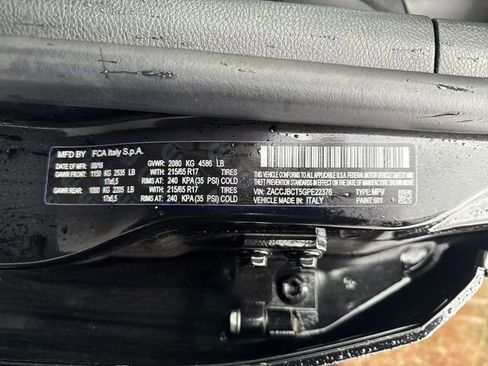 MFD BY FCA Italy S.p.A. GVWR: 2080 KG 4586 LB
DATE OF MFG: 06/16 WITH 215/65 R17 TIRES
GAWR FRONT: 1150 KG 2535 LB RIMS AT: 240 KPA(35 PSI) COLD
17x6,5 WITH 215/65 R17 TIRES
GAWR REAR: 1000 KG 2205 LB RIMS AT: 240 KPA(35 PSI) COLD
17x6,5
THIS VEHICLE CONFORMS TO ALL APPLICABLE U.S.A. FEDERAL MOTOR VEHICLE
SAFETY, BUMPER AND THEFT PREVENTION STANDARDS IN EFFECT
ON THE DATE OF MANUFACTURE SHOWN ABOVE
VIN: ZACCJBCT5GPE22376 TYPE: MPV
VEHICLE MADE IN: ITALY PAINT: 601